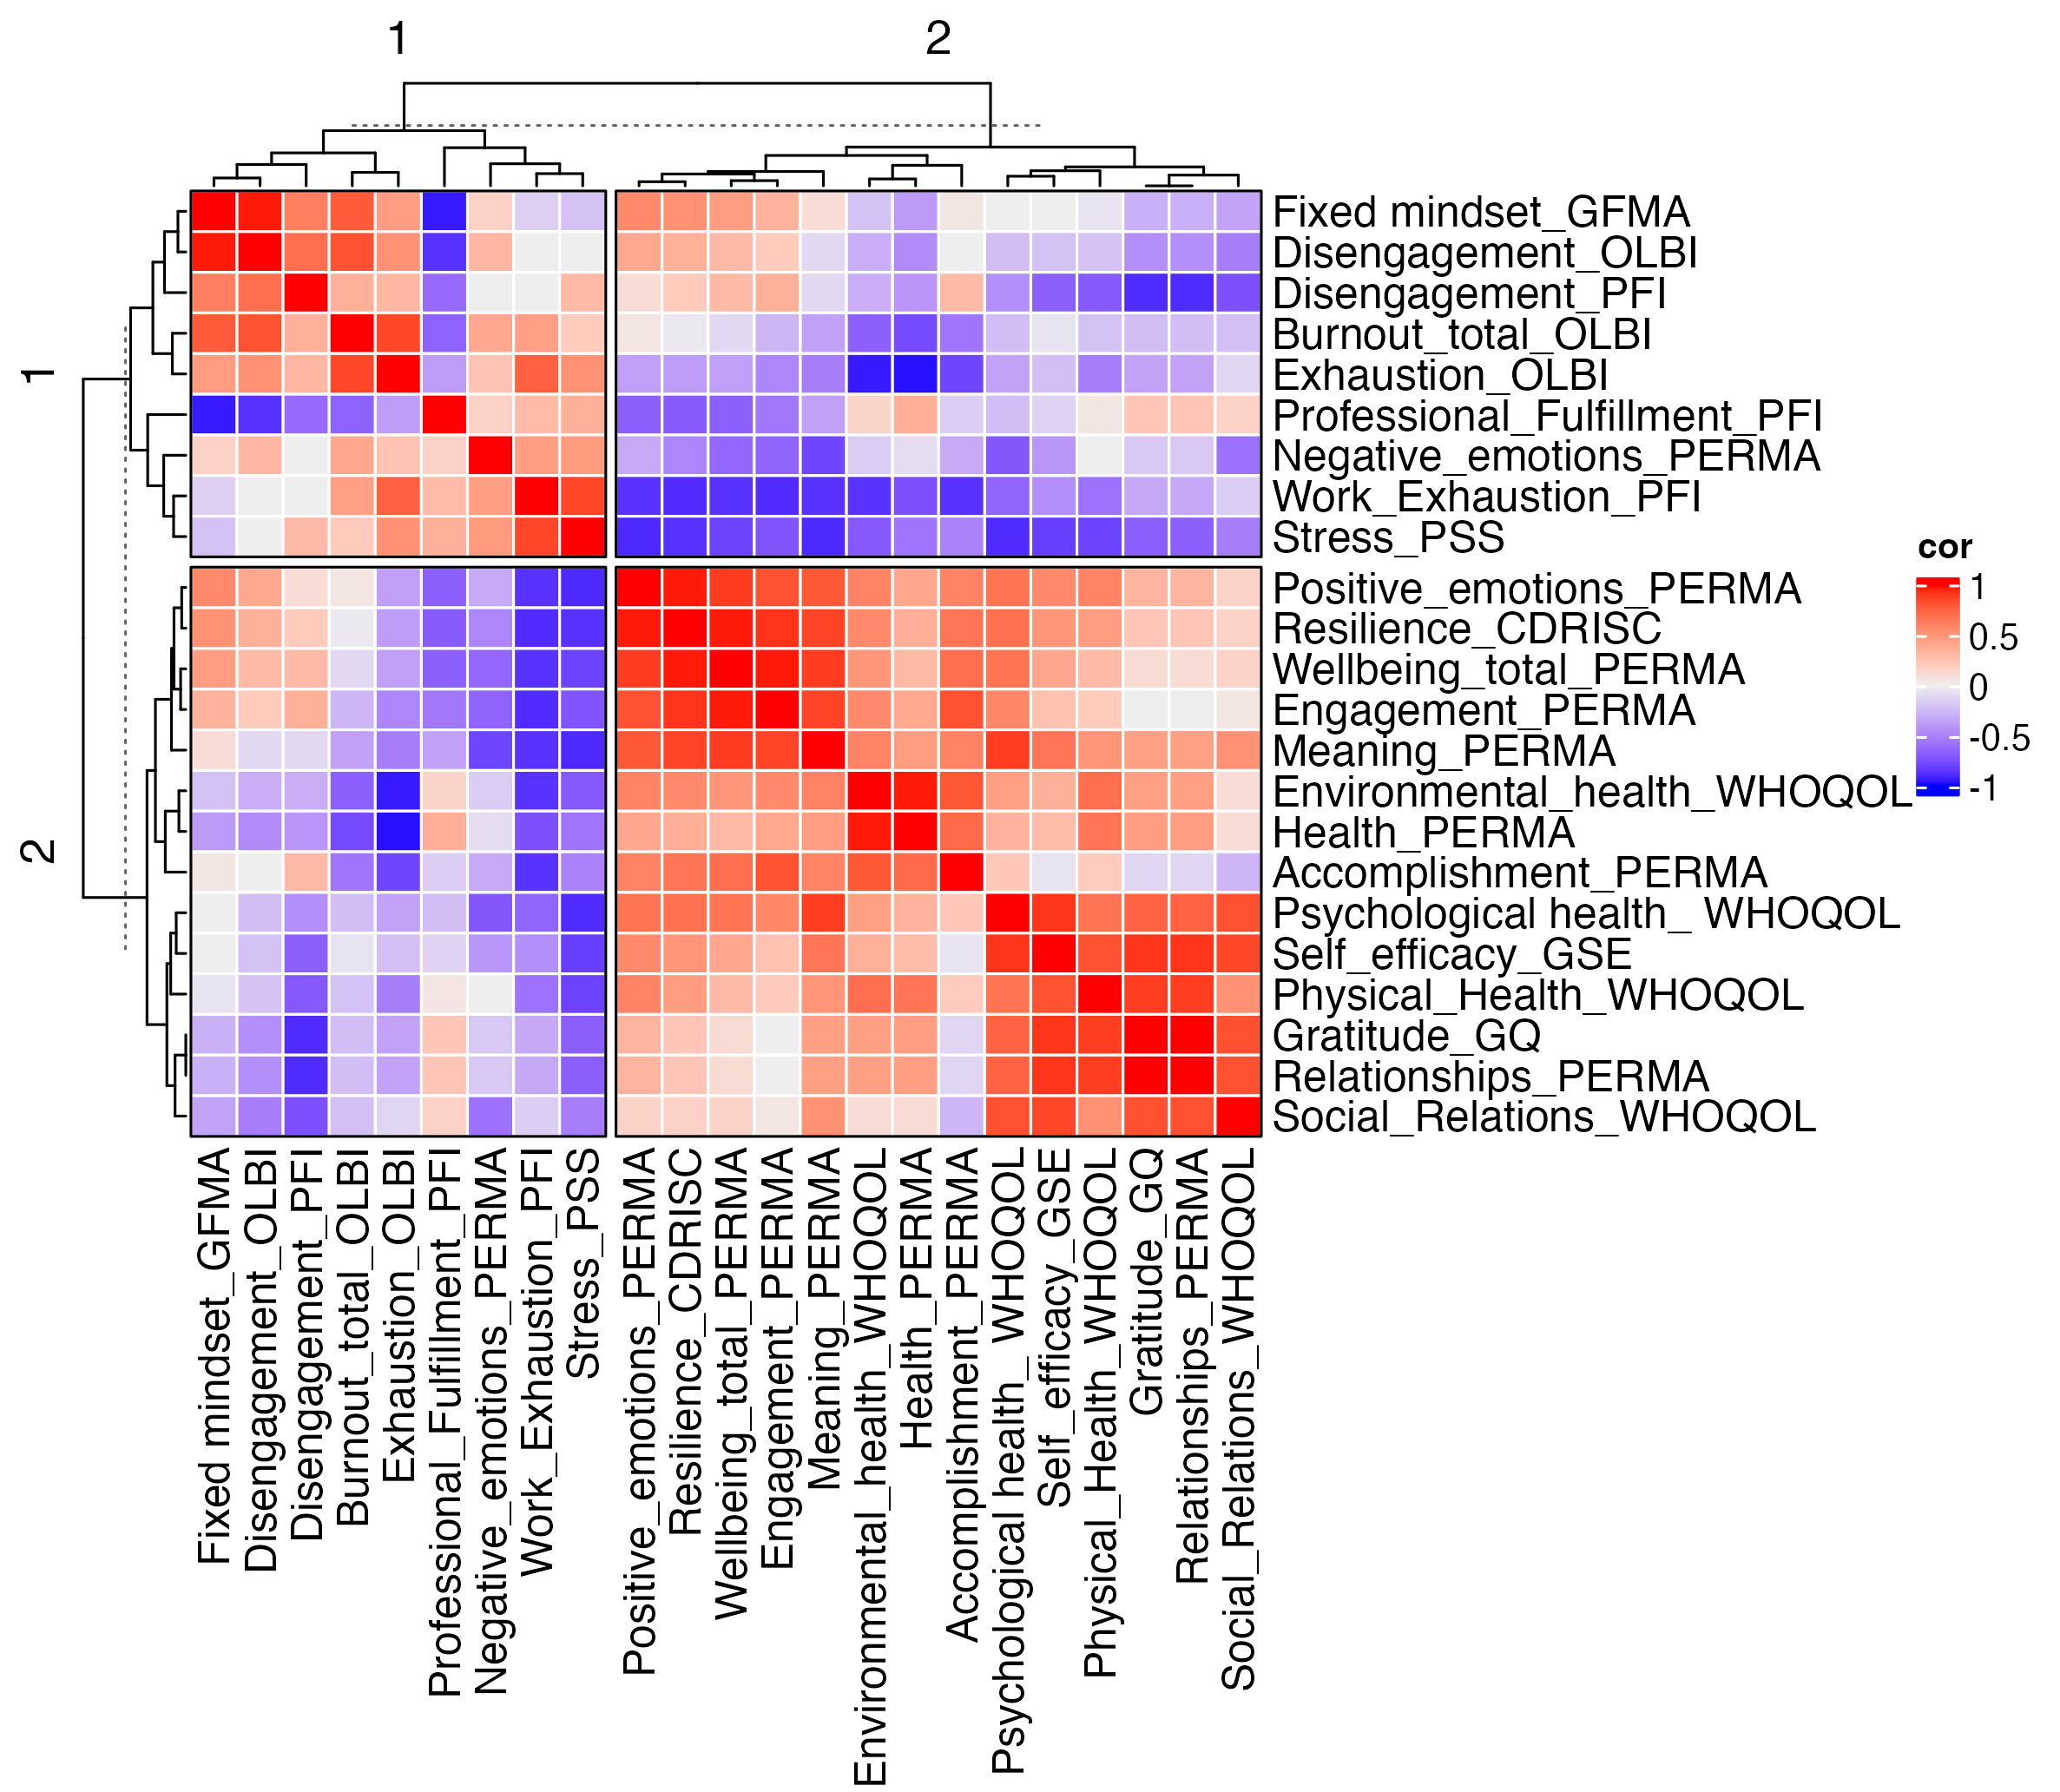 1
2
1
2
Fixed mindset_GFMA
Disengagement_OLBI
Disengagement_PFI
Burnout_total_OLBI
Exhaustion_OLBI
Professional_Fulfillment_PFI
Negative_emotions_PERMA
Work_Exhaustion_PFI
Stress_PSS
Positive_emotions_PERMA
Resilience_CDRISC
Wellbeing_total_PERMA
Engagement_PERMA
Meaning_PERMA
Environmental_health_WHOQOL
Health_PERMA
Accomplishment_PERMA
Psychological health_ WHOQOL
Self_efficacy_GSE
Physical_Health_WHOQOL
Gratitude_GQ
Relationships_PERMA
Social_Relations_WHOQOL
cor
1
0.5
0
-0.5
-1
Fixed mindset_GFMA
Disengagement_OLBI
Disengagement_PFI
Burnout_total_OLBI
Exhaustion_OLBI
Professional_Fulfillment_PFI
Negative_emotions_PERMA
Work_Exhaustion_PFI
Stress_PSS
Positive_emotions_PERMA
Resilience_CDRISC
Wellbeing_total_PERMA
Engagement_PERMA
Meaning_PERMA
Environmental_health_WHOQOL
Health_PERMA
Accomplishment_PERMA
Psychological health_ WHOQOL
Self_efficacy_GSE
Physical_Health_WHOQOL
Gratitude_GQ
Relationships_PERMA
Social_Relations_WHOQOL